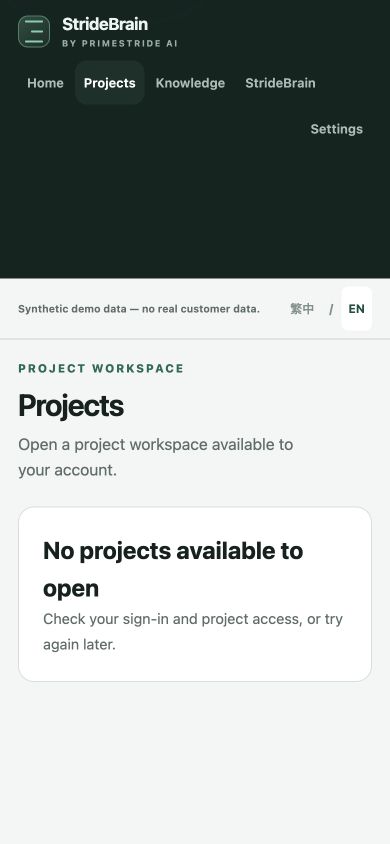 StrideBrain
BY PRIMESTRIDE AI
Home Projects Knowledge StrideBrain
Settings
Synthetic demo data — no real customer data. 繁中 / EN
PROJECT WORKSPACE
Projects
Open a project workspace available to
your account.
No projects available to
open
Check your sign-in and project access, or try
again later.